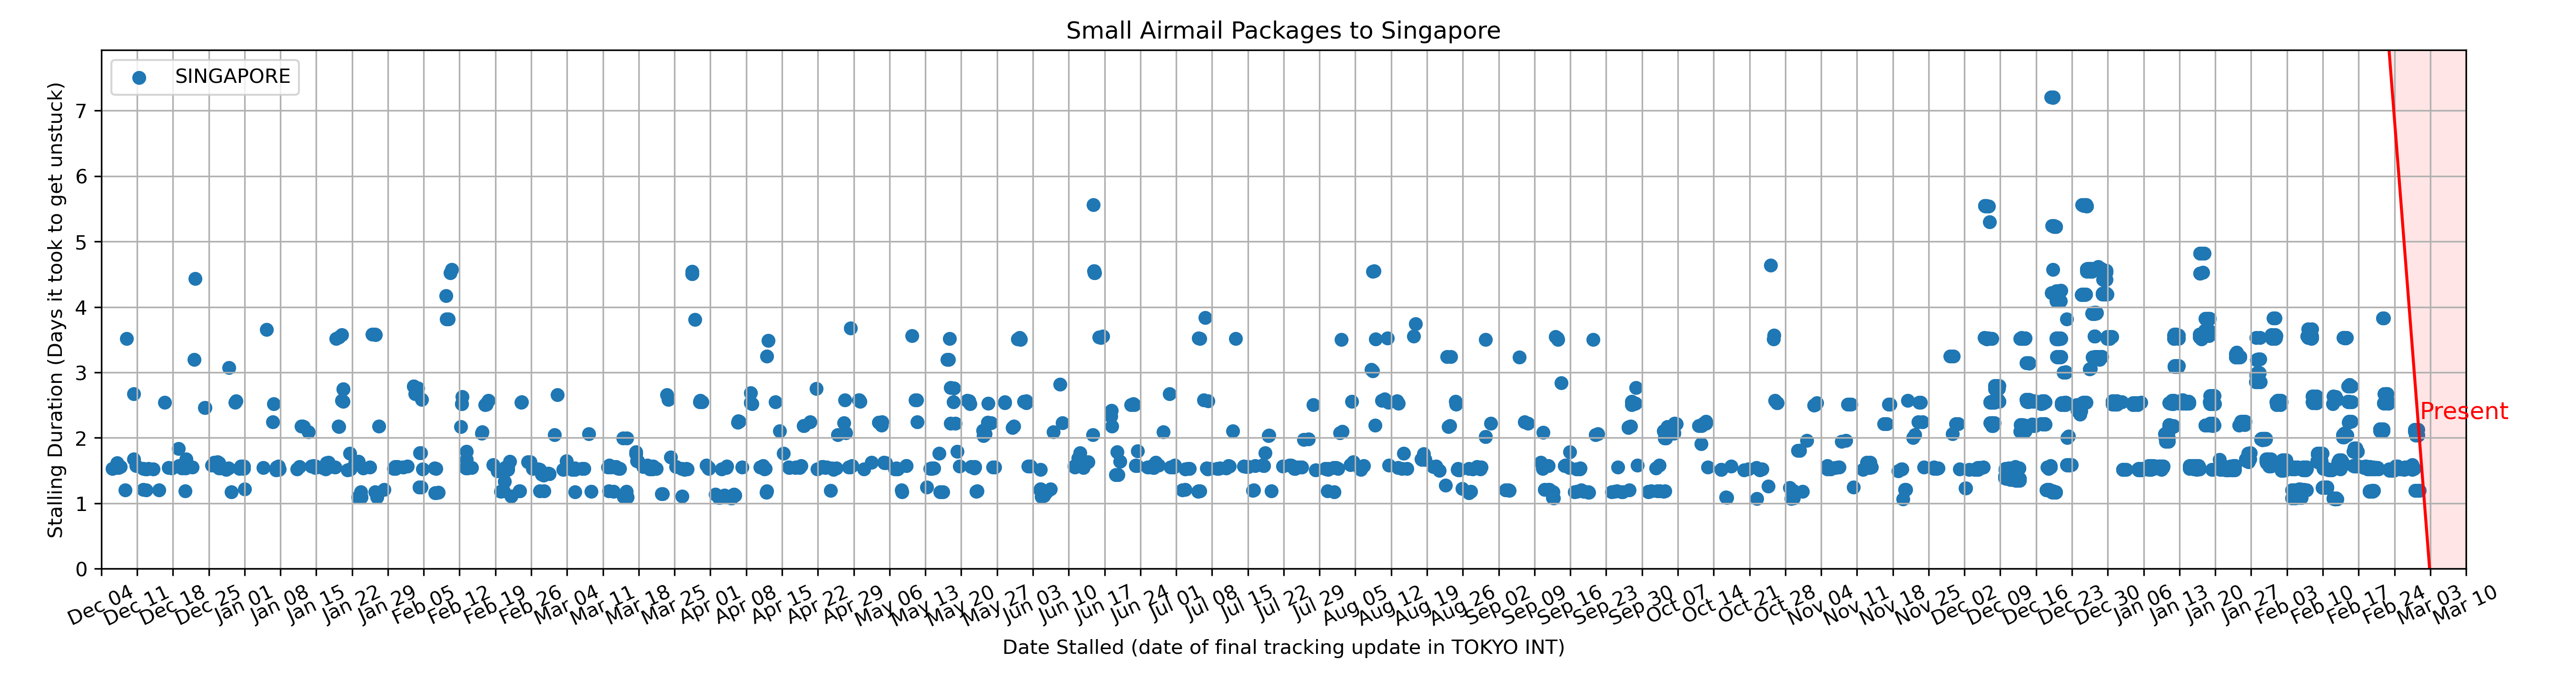 Small Airmail Packages to Singapore
SINGAPORE
Stalling Duration (Days it took to get unstuck)
7
6
5
4
3
2
1
0
Present
Dec 04 Dec 11 Dec 18 Dec 25 Jan 01 Jan 08 Jan 15 Jan 22 Jan 29 Feb 05 Feb 12 Feb 19 Feb 26 Mar 04 Mar 11 Mar 18 Mar 25 Apr 01 Apr 08 Apr 15 Apr 22 Apr 29 May 06 May 13 May 20 May 27 Jun 03 Jun 10 Jun 17 Jun 24 Jul 01 Jul 08 Jul 15 Jul 22 Jul 29 Aug 05 Aug 12 Aug 19 Aug 26 Sep 02 Sep 09 Sep 16 Sep 23 Sep 30 Oct 07 Oct 14 Oct 21 Oct 28 Nov 04 Nov 11 Nov 18 Nov 25 Dec 02 Dec 09 Dec 16 Dec 23 Dec 30 Jan 06 Jan 13 Jan 20 Jan 27 Feb 03 Feb 10 Feb 17 Feb 24 Mar 03 Mar 10
Date Stalled (date of final tracking update in TOKYO INT)